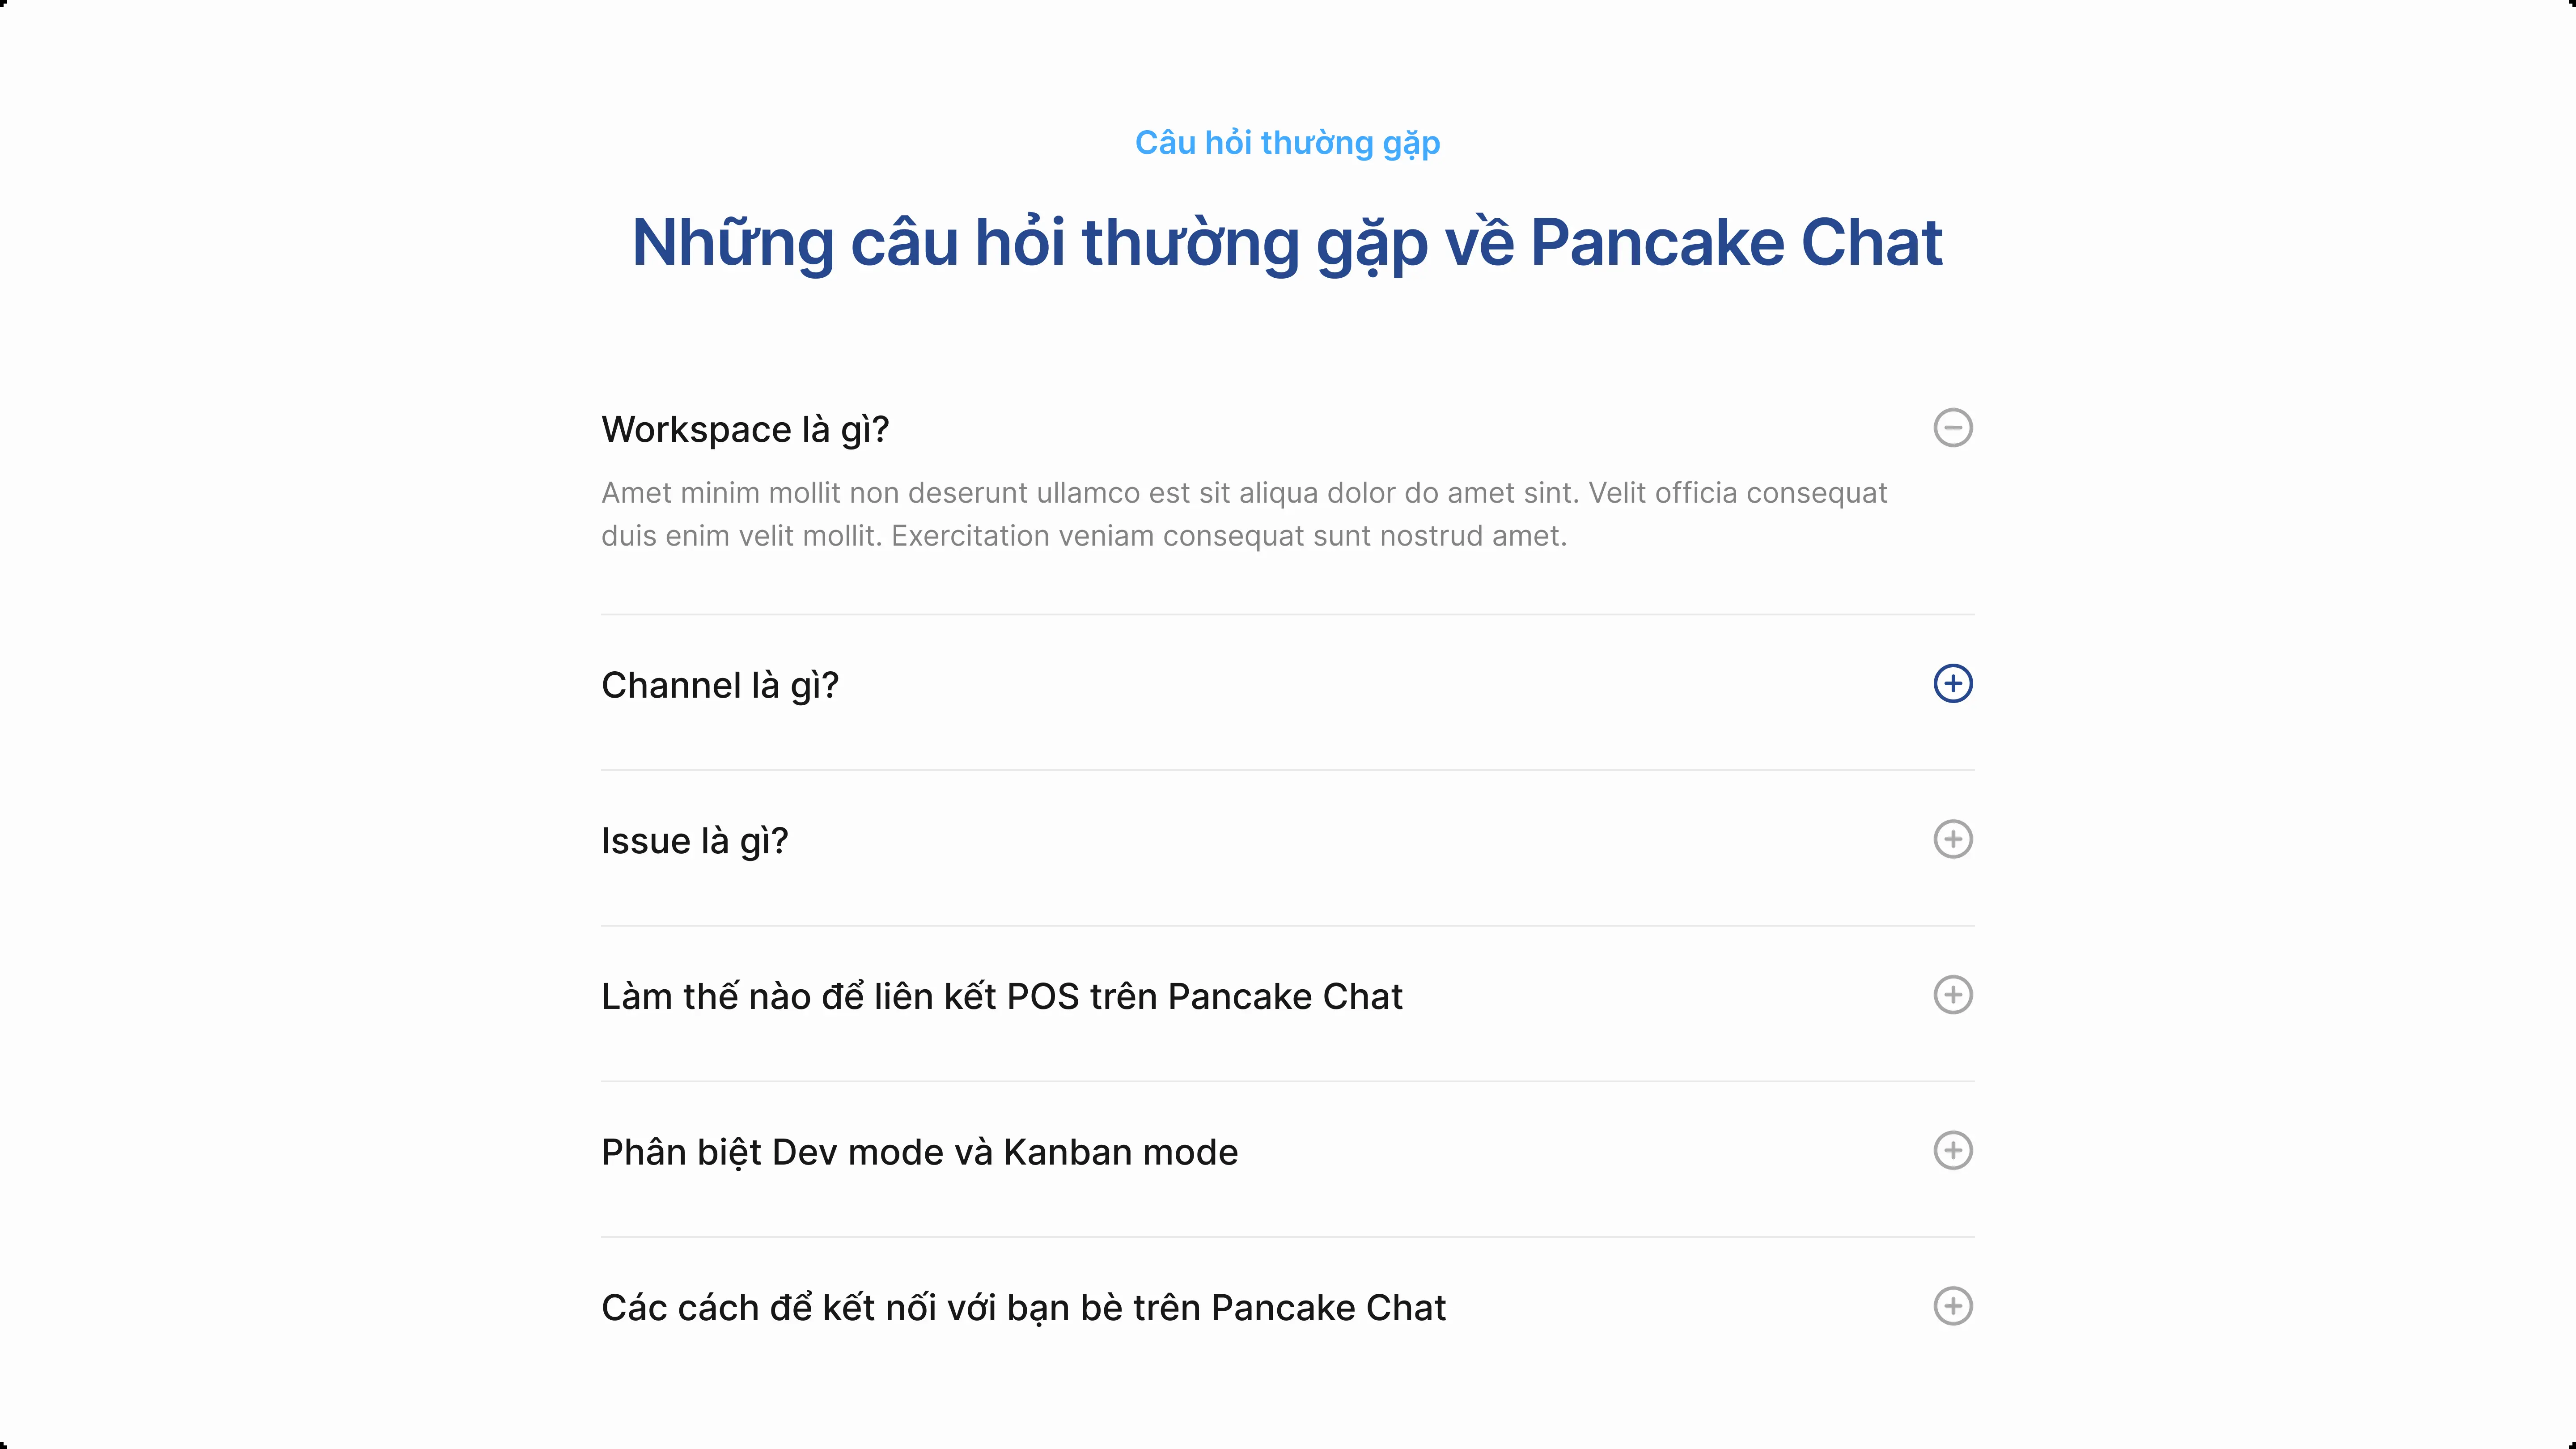 Câu hỏi thường gặp
Những câu hỏi thường gặp về Pancake Chat
Workspace là gì?
Amet minim mollit non deserunt ullamco est sit aliqua dolor do amet sint. Velit officia consequat
duis enim velit mollit. Exercitation veniam consequat sunt nostrud amet.
Channel là gì?
Issue là gì?
Làm thế nào để liên kết POS trên Pancake Chat
Phân biệt Dev mode và Kanban mode
Các cách để kết nối với bạn bè trên Pancake Chat